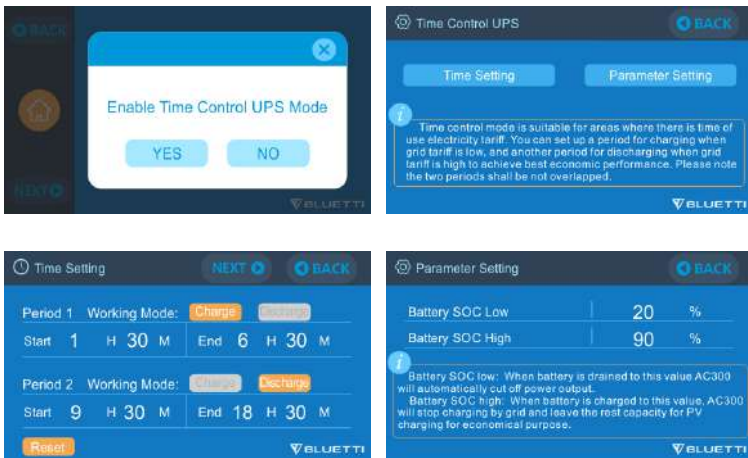 BACK
Enable Time Control UPS Mode
YES NO
NEXT
BLUETTI
Time Control UPS BACK
Time Setting Parameter Setting
Time control mode is suitable for areas where there is time of
use electricity tariff. You can set up a period for charging when
grid tariff is low, and another period for discharging when grid
tariff is high to achieve best economic performance. Please note
the two periods shall be not overlapped.
BLUETTI
Time Setting NEXT BACK
Period 1 Working Mode: Charge Discharge
Start 1 H 30 M End 6 H 30 M
Period 2 Working Mode: Charge Discharge
Start 9 H 30 M End 18 H 30 M
Reset BLUETTI
Parameter Setting BACK
Battery SOC Low 20 %
Battery SOC High 90 %
Battery SOC low: When battery is drained to this value AC300
will automatically cut off power output.
Battery SOC high: When battery is charged to this value, AC300
will stop charging by grid and leave the rest capacity for PV
charging for economical purpose.
BLUETTI